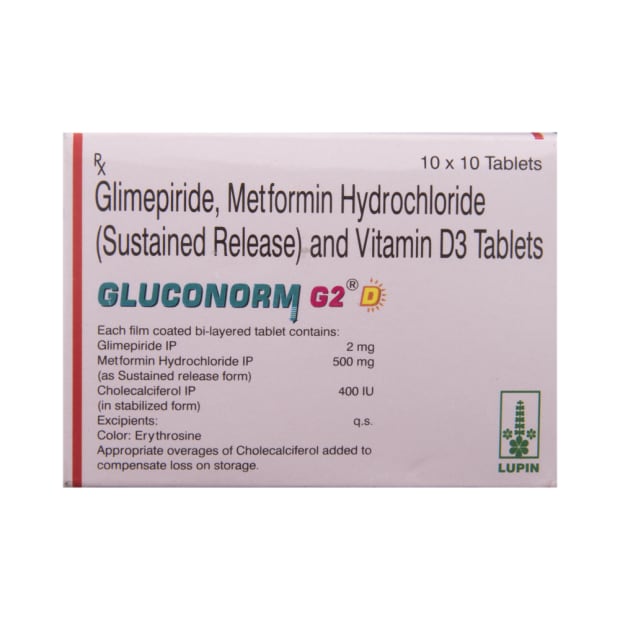 Rx
10 x 10 Tablets
Glimepiride, Metformin Hydrochloride
(Sustained Release) and Vitamin D3 Tablets
GLUCONORM G2® D
Each film coated bi-layered tablet contains:
Glimepiride IP 2 mg
Metformin Hydrochloride IP 500 mg
(as Sustained release form)
Cholecalciferol IP 400 IU
(in stabilized form)
Excipients: q.s.
Color: Erythrosine
Appropriate overages of Cholecalciferol added to
compensate loss on storage.
LUPIN